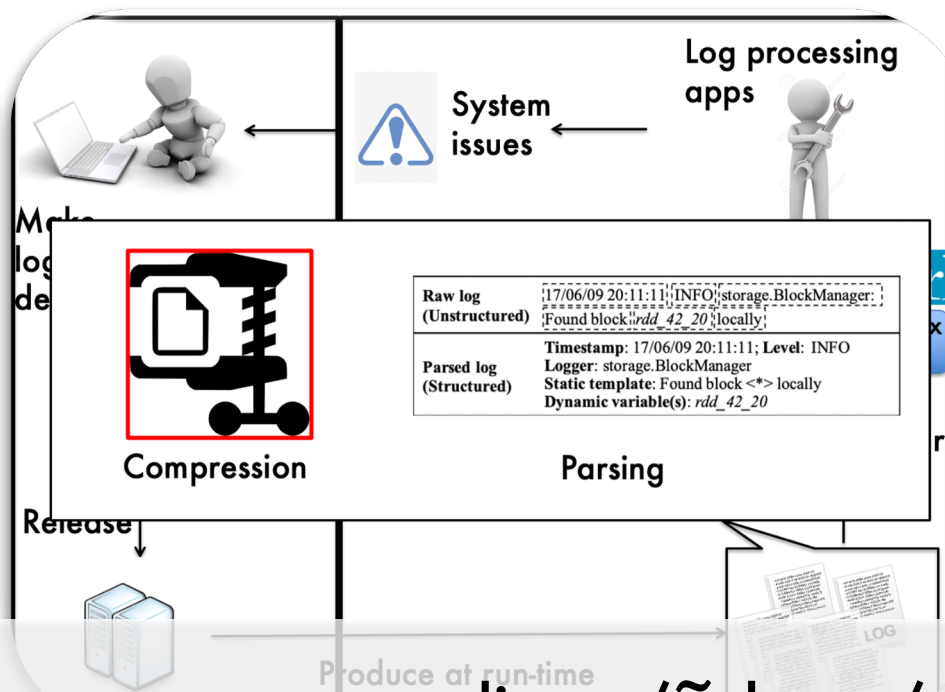 Log processing
apps
System
issues
Raw log
(Unstructured)
17/06/09 20:11:11 INFO storage.BlockManager:
Found block rdd_42_20 locally
Parsed log
(Structured)
Timestamp: 17/06/09 20:11:11; Level: INFO
Logger: storage.BlockManager
Static template: Found block <*> locally
Dynamic variable(s): rdd_42_20
Compression
Parsing
Release
LOG
Produce at run-time